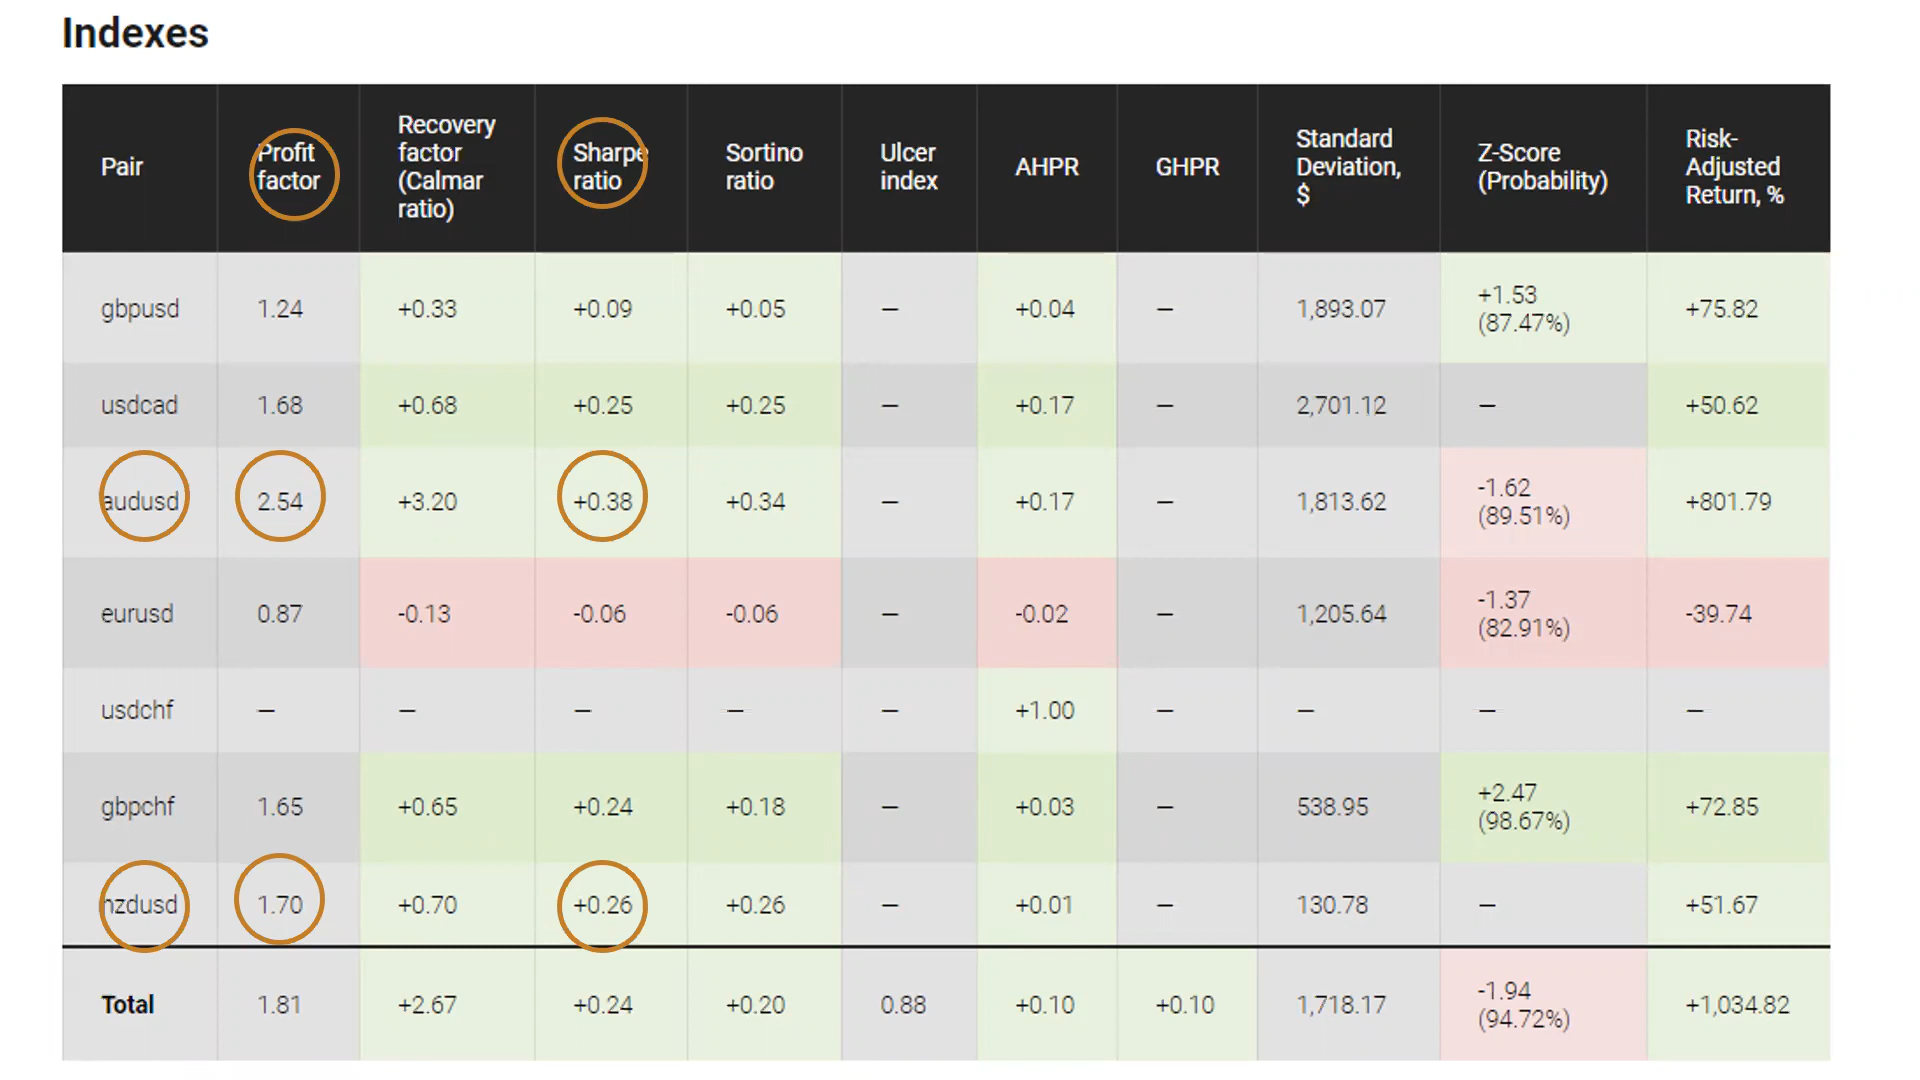 Indexes
Pair
Profit
factor
Recovery
factor
(Calmar
ratio)
Sharpe
ratio
Sortino
ratio
Ulcer
index
AHPR
GHPR
Standard
Deviation,
$
Z-Score
(Probability)
Risk-
Adjusted
Return, %
gbpusd 1.24 +0.33 +0.09 +0.05 — +0.04 — 1,893.07 +1.53 (87.47%) +75.82
usdcad 1.68 +0.68 +0.25 +0.25 — +0.17 — 2,701.12 — +50.62
audusd 2.54 +3.20 +0.38 +0.34 — +0.17 — 1,813.62 -1.62 (89.51%) +801.79
eurusd 0.87 -0.13 -0.06 -0.06 — -0.02 — 1,205.64 -1.37 (82.91%) -39.74
usdchf — — — — — +1.00 — — — —
gbpchf 1.65 +0.65 +0.24 +0.18 — +0.03 — 538.95 +2.47 (98.67%) +72.85
nzdusd 1.70 +0.70 +0.26 +0.26 — +0.01 — 130.78 — +51.67
Total 1.81 +2.67 +0.24 +0.20 0.88 +0.10 +0.10 1,718.17 -1.94 (94.72%) +1,034.82